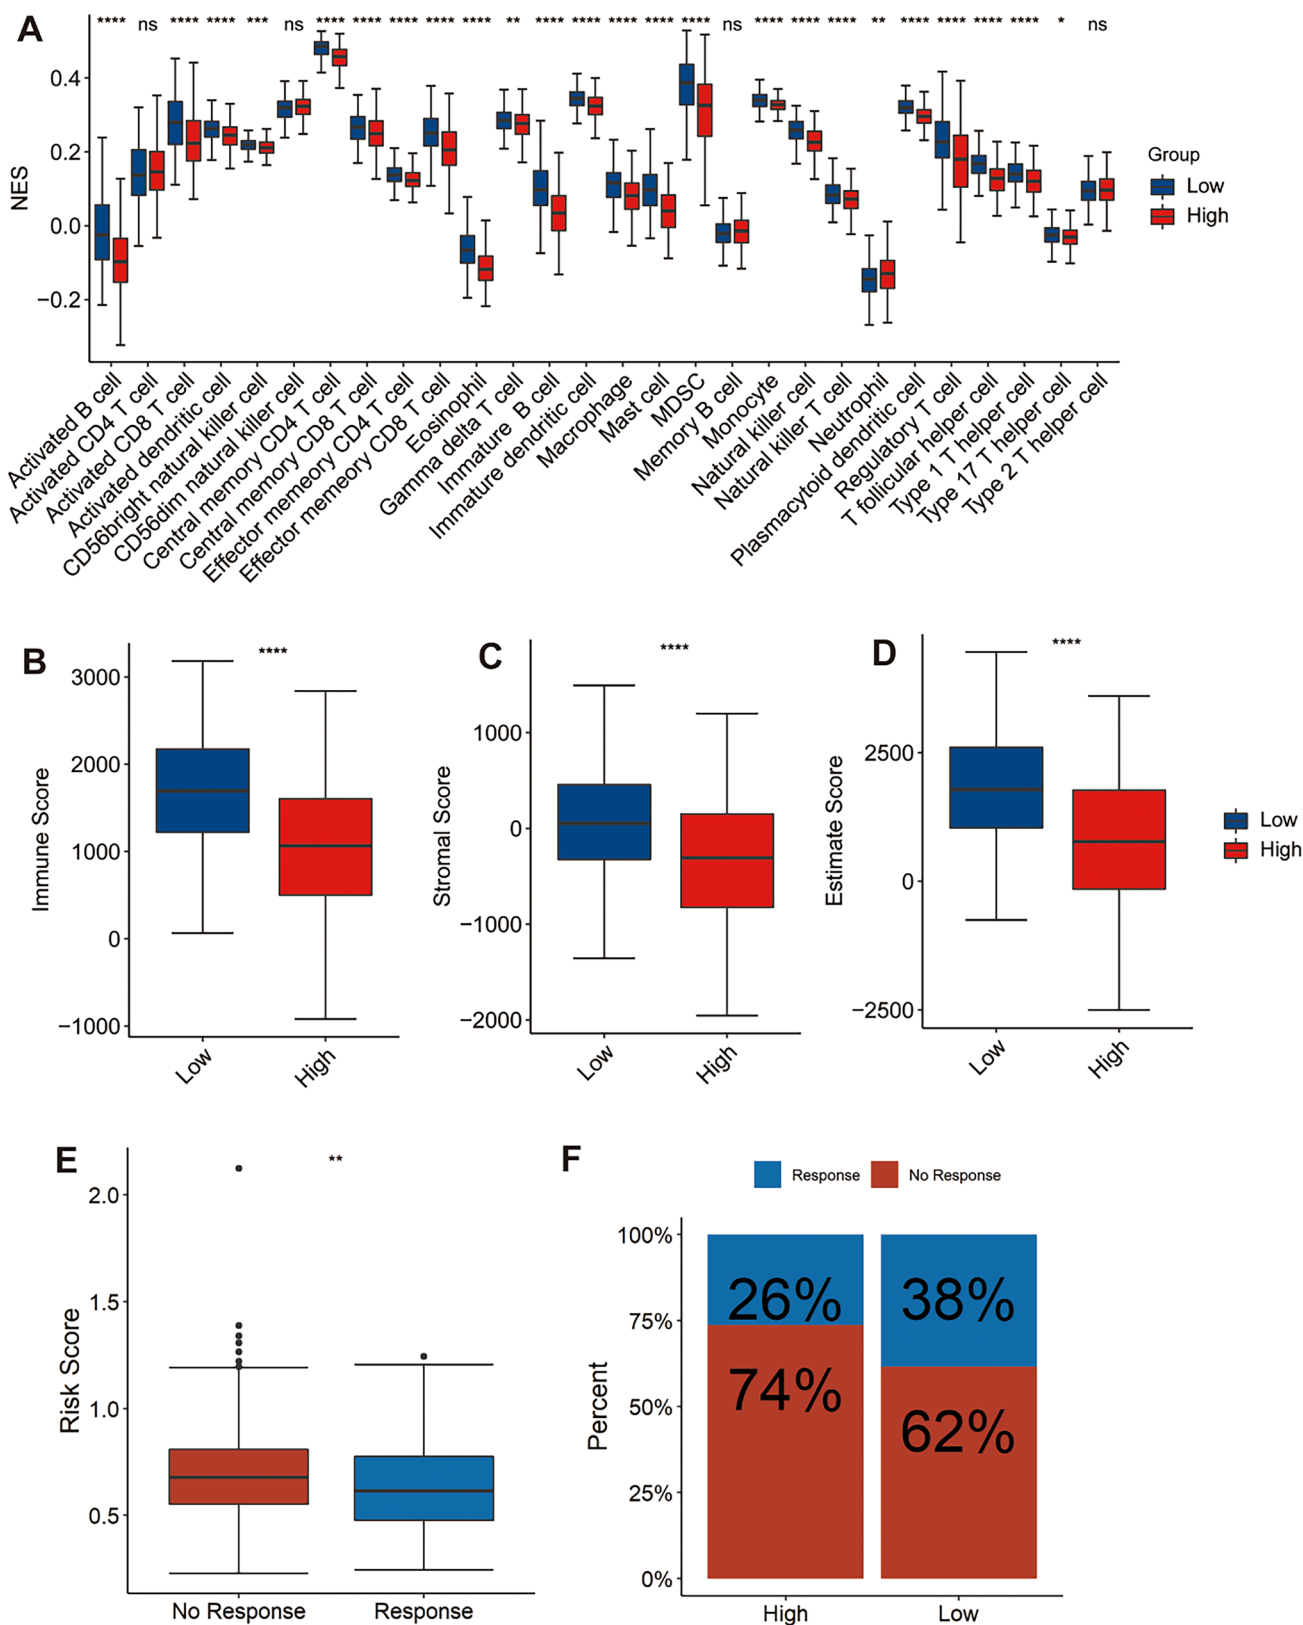 A
**** ns **** **** *** ns **** **** **** **** **** ** **** **** **** **** **** ns **** **** **** ** **** **** **** **** * ns
NES
0.4
0.2
0.0
−0.2
Group
Low
High
Activated B cell
Activated CD4 T cell
Activated CD8 T cell
Activated dendritic cell
CD56bright natural killer cell
CD56dim natural killer cell
Central memory CD4 T cell
Central memory CD8 T cell
Effector memeory CD4 T cell
Effector memeory CD8 T cell
Eosinophil
Gamma delta T cell
Immature B cell
Immature dendritic cell
Macrophage
Mast cell
MDSC
Memory B cell
Monocyte
Natural killer cell
Natural killer T cell
Neutrophil
Plasmacytoid dendritic cell
Regulatory T cell
T follicular helper cell
Type 1 T helper cell
Type 17 T helper cell
Type 2 T helper cell
B
****
Immune Score
3000
2000
1000
0
−1000
Low
High
C
****
Stromal Score
1000
0
−1000
−2000
Low
High
D
****
Estimate Score
2500
0
−2500
Low
High
Low
High
E
**
Risk Score
2.0
1.5
1.0
0.5
No Response
Response
F
Response
No Response
Percent
100%
75%
50%
25%
0%
26%
74%
38%
62%
High
Low